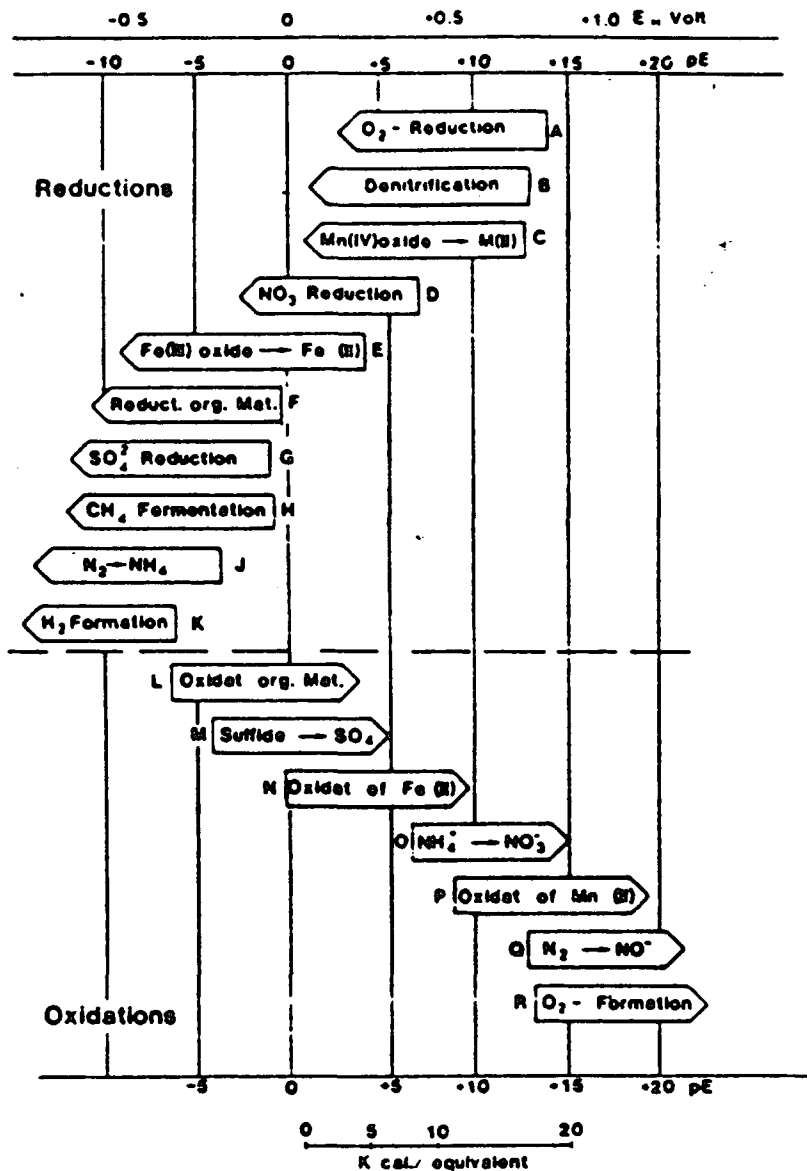 -0.5 0 +0.5 +1.0 E H Volt
-10 -5 0 +5 +10 +15 +20 pE
O2 - Reduction A
Reductions
Denitrification B
Mn(IV)oxide → M(II) C
NO3 Reduction D
Fe(III) oxide → Fe (II) E
Reduct. org. Mat. F
SO4 2 Reduction G
CH4 Fermentation H
N2→NH4 J
H2 Formation K
L Oxidat org. Mat.
M Sulfide → SO4
N Oxidat of Fe (II)
O NH4+ → NO3-
P Oxidat of Mn (II)
Q N2 → NO-
R O2 - Formation
Oxidations
-5 0 +5 +10 +15 +20 pE
0 5 10 20
K cal./ equivalent